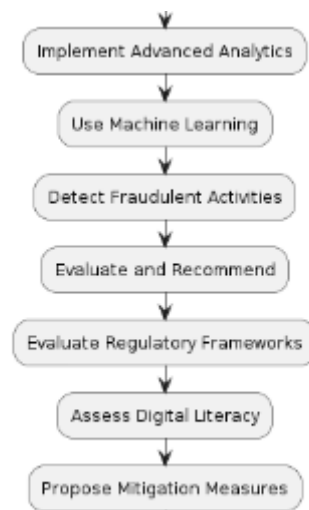 Implement Advanced Analytics
Use Machine Learning
Detect Fraudulent Activities
Evaluate and Recommend
Evaluate Regulatory Frameworks
Assess Digital Literacy
Propose Mitigation Measures